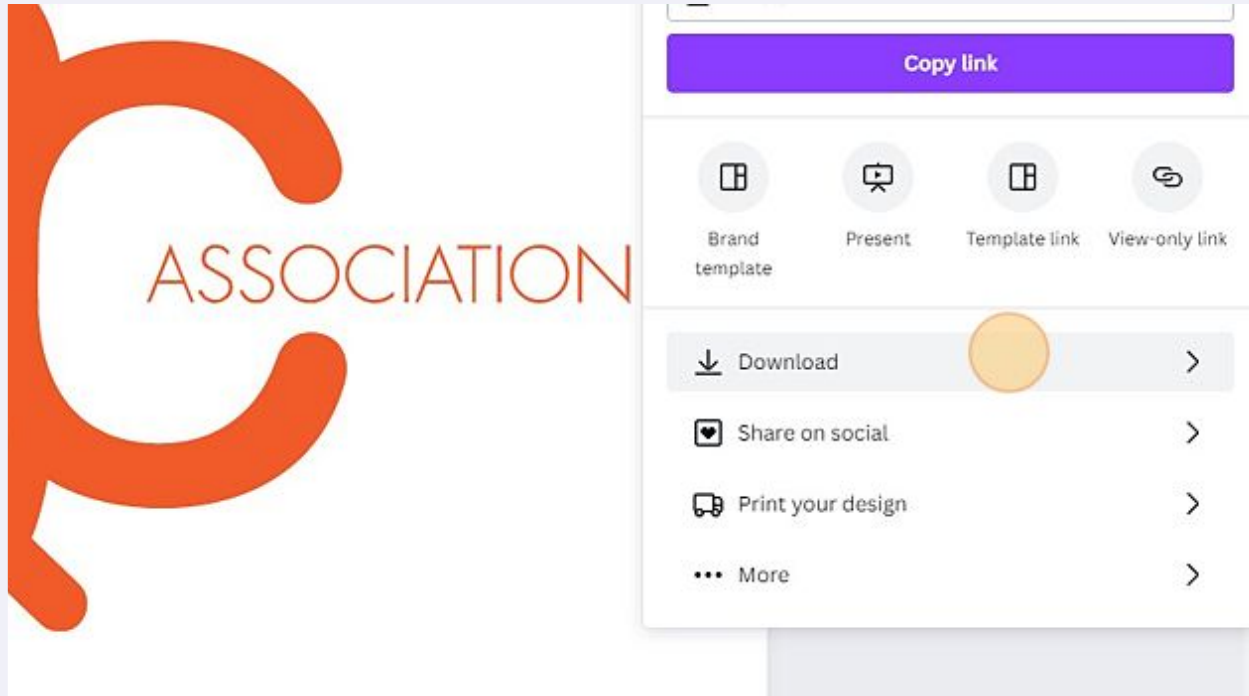 Copy link
Brand template
Present
Template link
View-only link
ASSOCIATION
Download
Share on social
Print your design
More